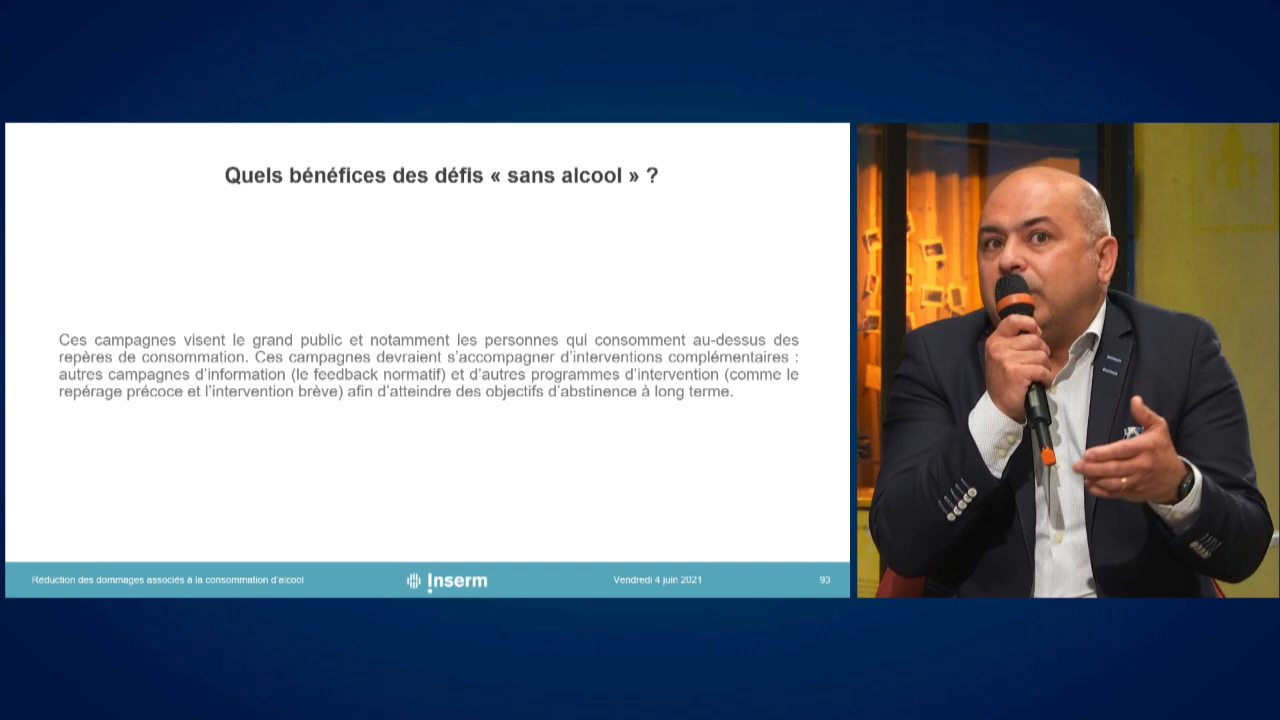 Quels bénéfices des défis « sans alcool » ?
Ces campagnes visent le grand public et notamment les personnes qui consomment au-dessus des
repères de consommation. Ces campagnes devraient s'accompagner d'interventions complémentaires :
autres campagnes d'information (le feedback normatif) et d'autres programmes d'intervention (comme le
repérage précoce et l'intervention brève) afin d'atteindre des objectifs d'abstinence à long terme.
Réduction des dommages associés à la consommation d'alcool
Inserm
Vendredi 4 juin 2021
93